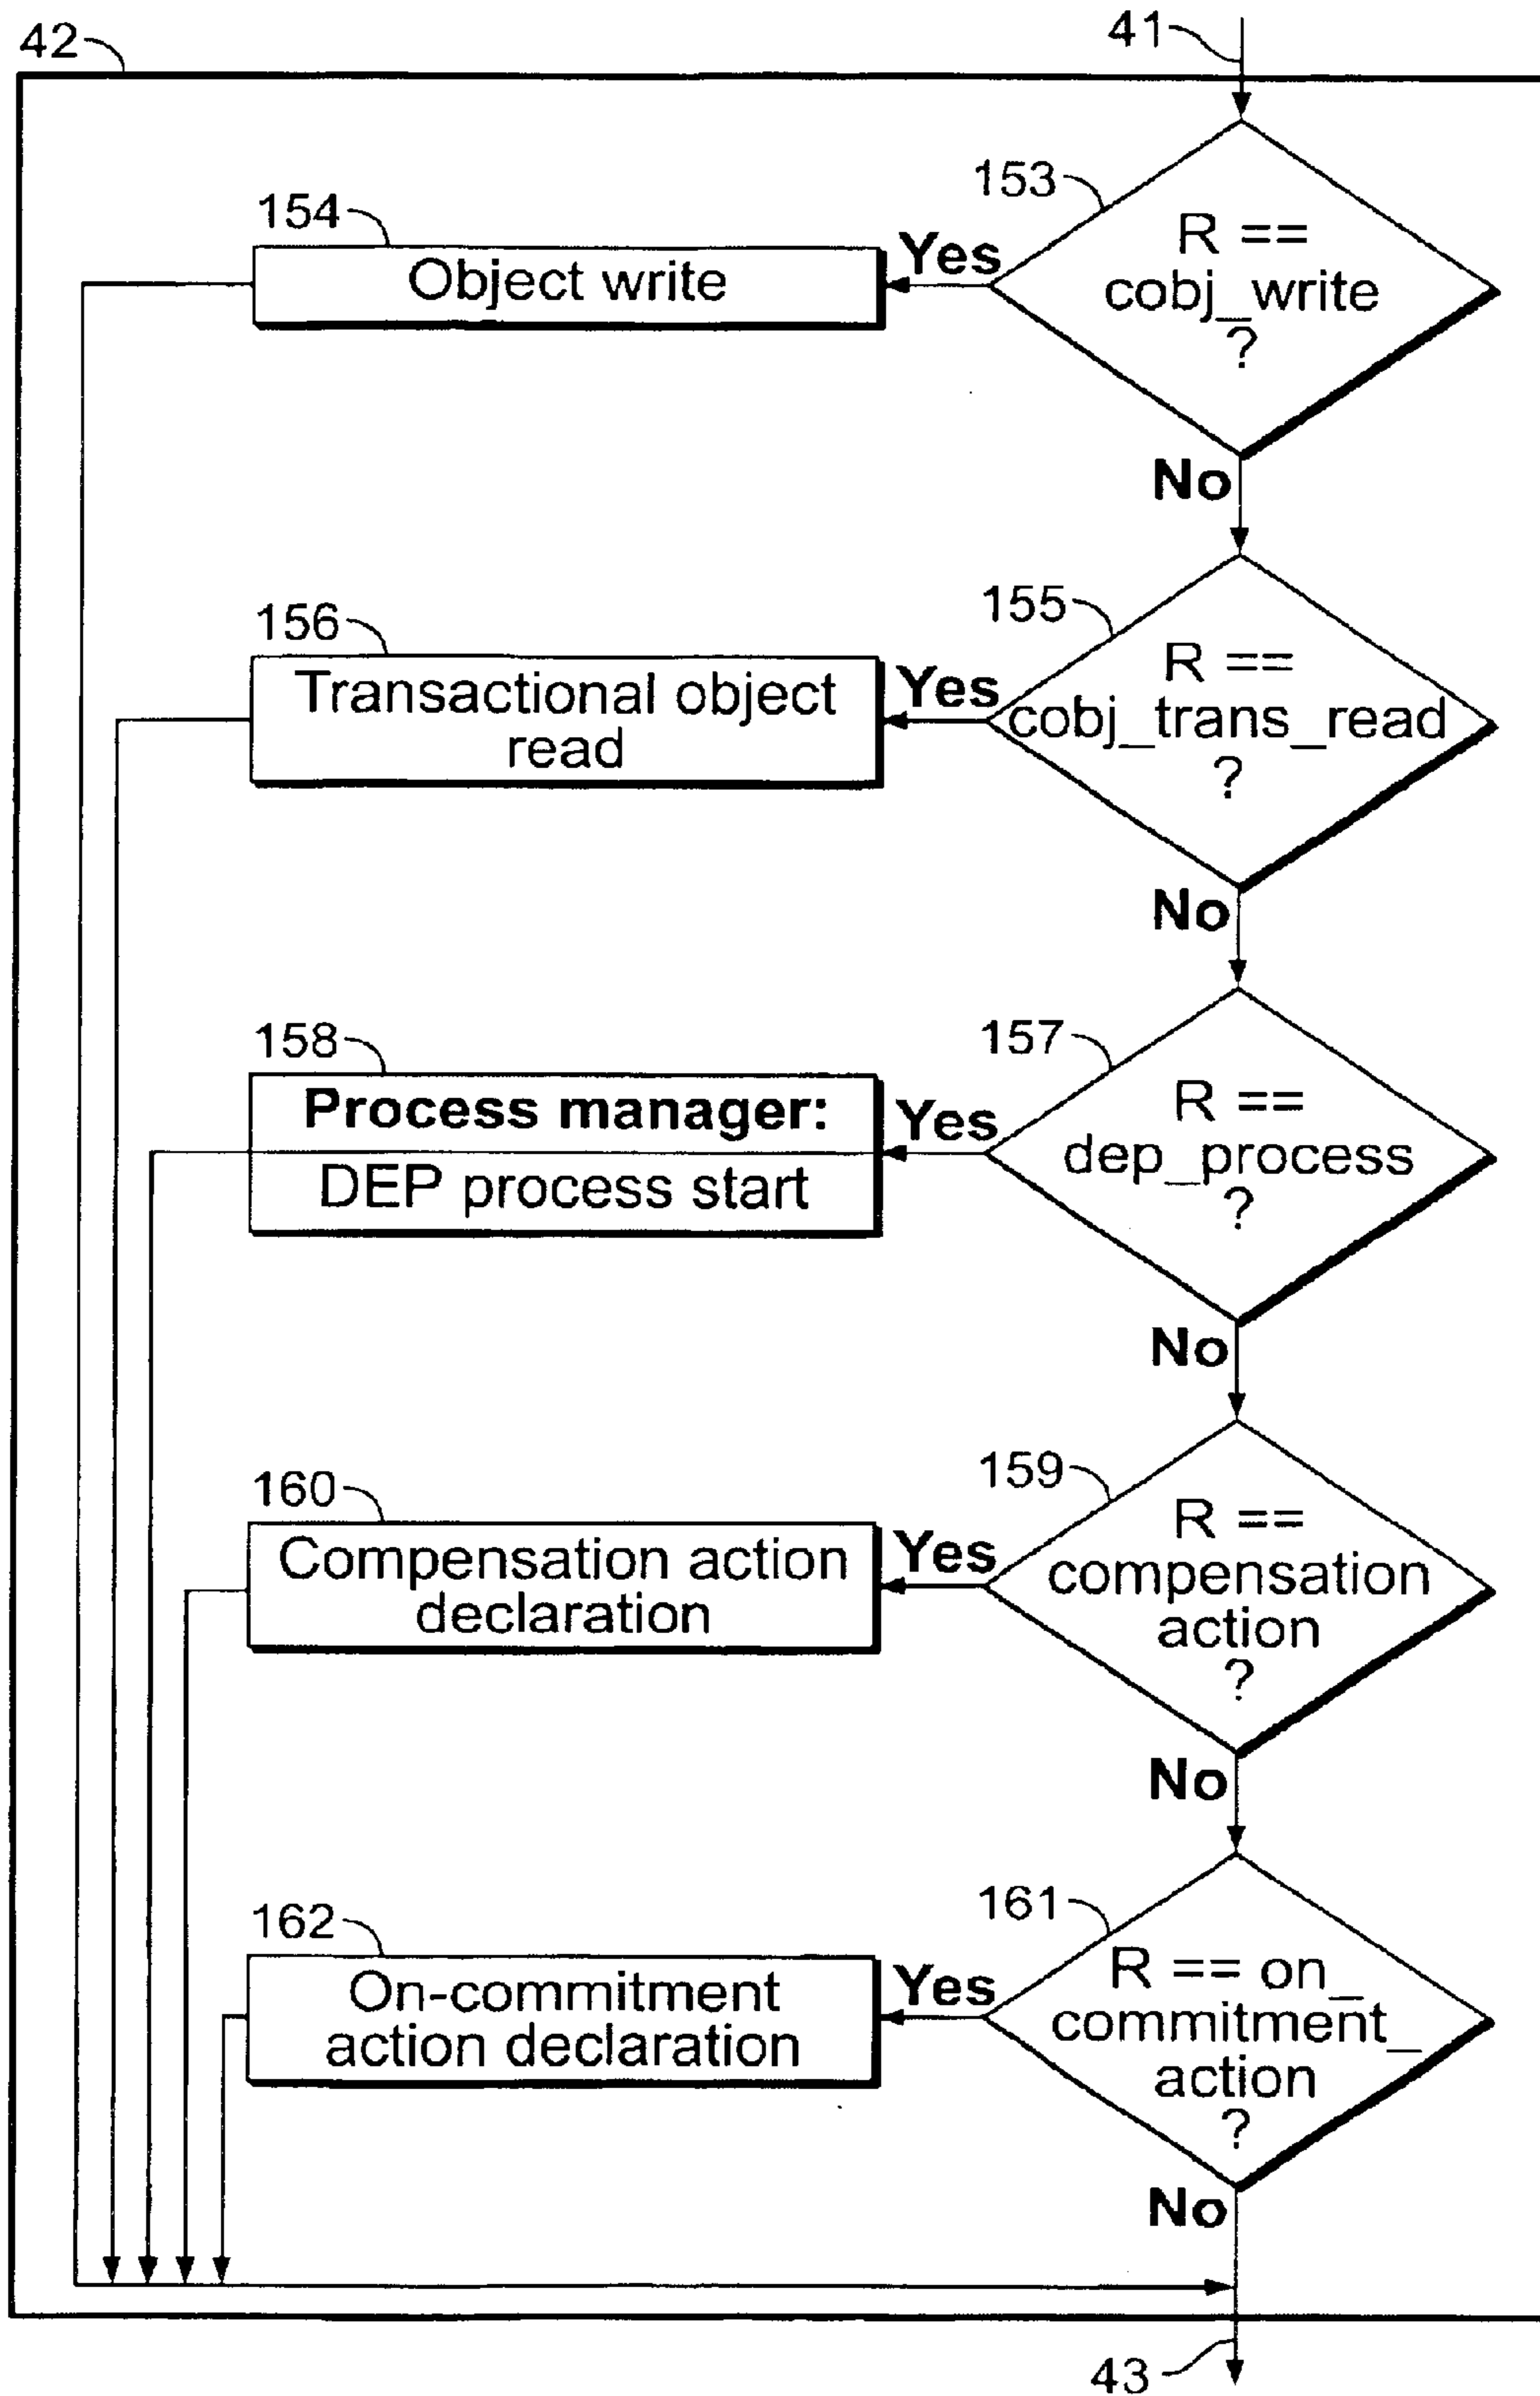 42
41
153
R ==
cobj_write
?
154
Object write
Yes
No
155
R ==
cobj_trans_read
?
156
Transactional object
read
Yes
No
157
R ==
dep_process
?
158
Process manager:
DEP process start
Yes
No
159
R ==
compensation
action
?
160
Compensation action
declaration
Yes
No
161
R == on_
commitment_
action
?
162
On-commitment
action declaration
Yes
No
43